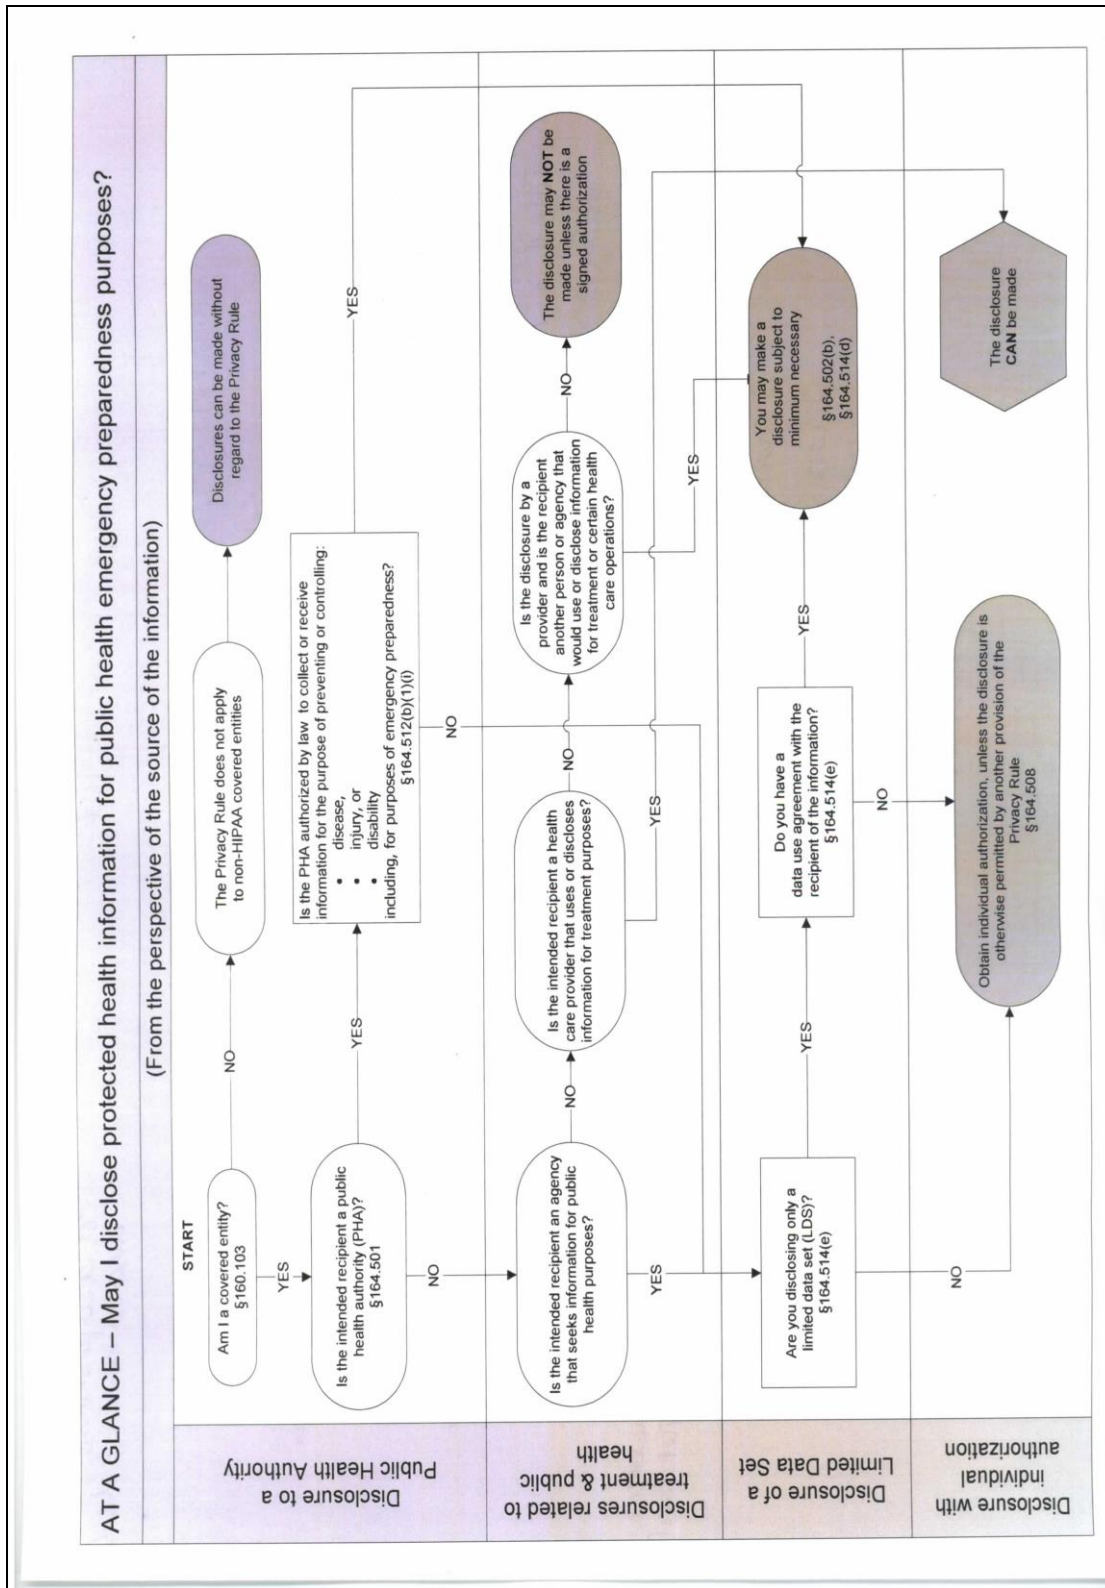 AT A GLANCE – May I disclose protected health information for public health emergency preparedness purposes?
(From the perspective of the source of the information)
Disclosure to a
Public Health Authority
START
Am I a covered entity?
§160.103
NO
The Privacy Rule does not apply
to non-HIPAA covered entities
Disclosures can be made without
regard to the Privacy Rule
YES
Is the intended recipient a public
health authority (PHA)?
§164.501
YES
Is the PHA authorized by law to collect or receive
information for the purpose of preventing or controlling:
• disease,
• injury, or
• disability
including, for purposes of emergency preparedness?
§164.512(b)(1)(i)
YES
NO
NO
Disclosures related to
treatment & public
health
Is the intended recipient an agency
that seeks information for public
health purposes?
NO
Is the intended recipient a health
care provider that uses or discloses
information for treatment purposes?
NO
Is the disclosure by a
provider and is the recipient
another person or agency that
would use or disclose information
for treatment or certain health
care operations?
NO
The disclosure may NOT be
made unless there is a
signed authorization
YES
YES
YES
Disclosure of a
Limited Data Set
Are you disclosing only a
limited data set (LDS)?
§164.514(e)
YES
Do you have a
data use agreement with the
recipient of the information?
§164.514(e)
YES
You may make a
disclosure subject to
minimum necessary
§164.502(b),
§164.514(d)
NO
NO
Disclosure with
individual
authorization
Obtain individual authorization, unless the disclosure is
otherwise permitted by another provision of the
Privacy Rule
§164.508
The disclosure
CAN be made